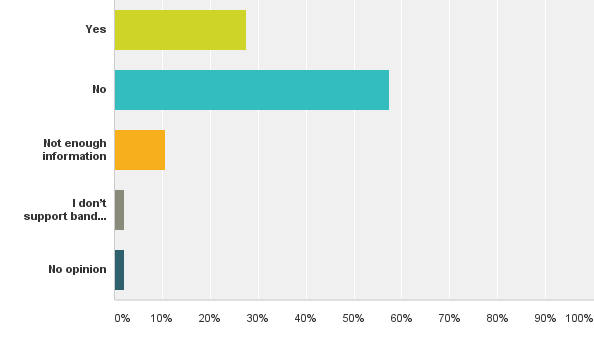 Yes
No
Not enough
information
I don't
support band...
No opinion
0% 10% 20% 30% 40% 50% 60% 70% 80% 90% 100%